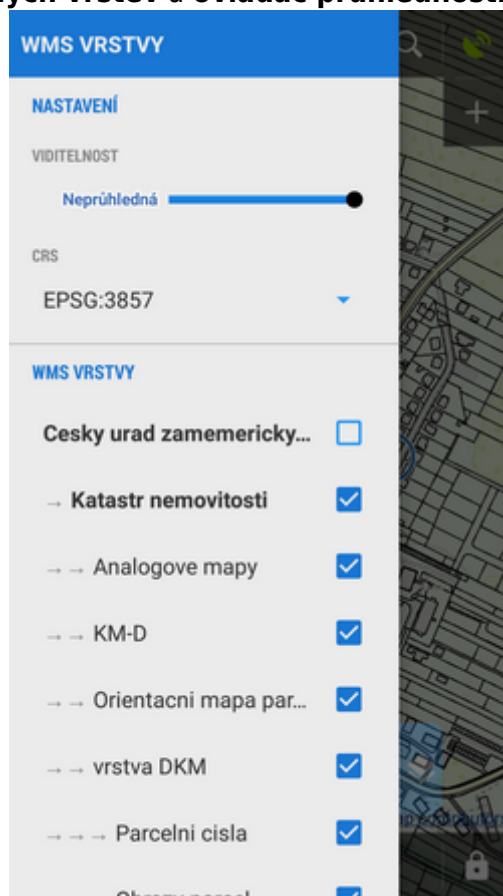 WMS VRSTVY
NASTAVENÍ
VIDITELNOST
Neprůhledná
CRS
EPSG:3857
WMS VRSTVY
Cesky urad zamemericky...
→ Katastr nemovitosti
→ → Analogove mapy
→ → KM-D
→ → Orientacni mapa par...
→ → vrstva DKM
→ → → Parcelni cisla